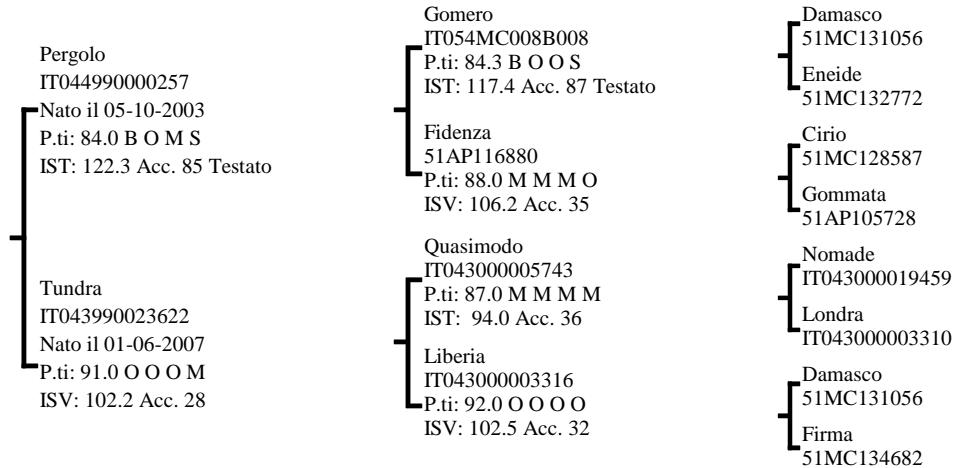 Pergolo
IT044990000257
Nato il 05-10-2003
P.ti: 84.0 B O M S
IST: 122.3 Acc. 85 Testato
Tundra
IT043990023622
Nato il 01-06-2007
P.ti: 91.0 O O O M
ISV: 102.2 Acc. 28
Gomero
IT054MC008B008
P.ti: 84.3 B O O S
IST: 117.4 Acc. 87 Testato
Fidenza
51AP116880
P.ti: 88.0 M M M O
ISV: 106.2 Acc. 35
Quasimodo
IT043000005743
P.ti: 87.0 M M M M
IST:  94.0 Acc. 36
Liberia
IT043000003316
P.ti: 92.0 O O O O
ISV: 102.5 Acc. 32
Damasco
51MC131056
Eneide
51MC132772
Cirio
51MC128587
Gommata
51AP105728
Nomade
IT043000019459
Londra
IT043000003310
Damasco
51MC131056
Firma
51MC134682